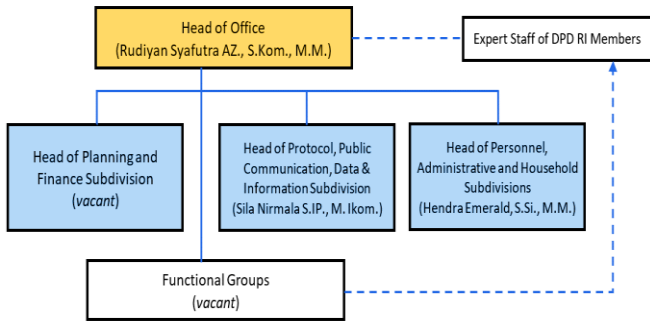 Head of Office
(Rudiyan Syafutra AZ., S.Kom., M.M.)
Expert Staff of DPD RI Members
Head of Planning and
Finance Subdivision
(vacant)
Head of Protocol, Public
Communication, Data &
Information Subdivision
(Sila Nirmala S.IP., M. Ikom.)
Head of Personnel,
Administrative and Household
Subdivisions
(Hendra Emerald, S.Si., M.M.)
Functional Groups
(vacant)